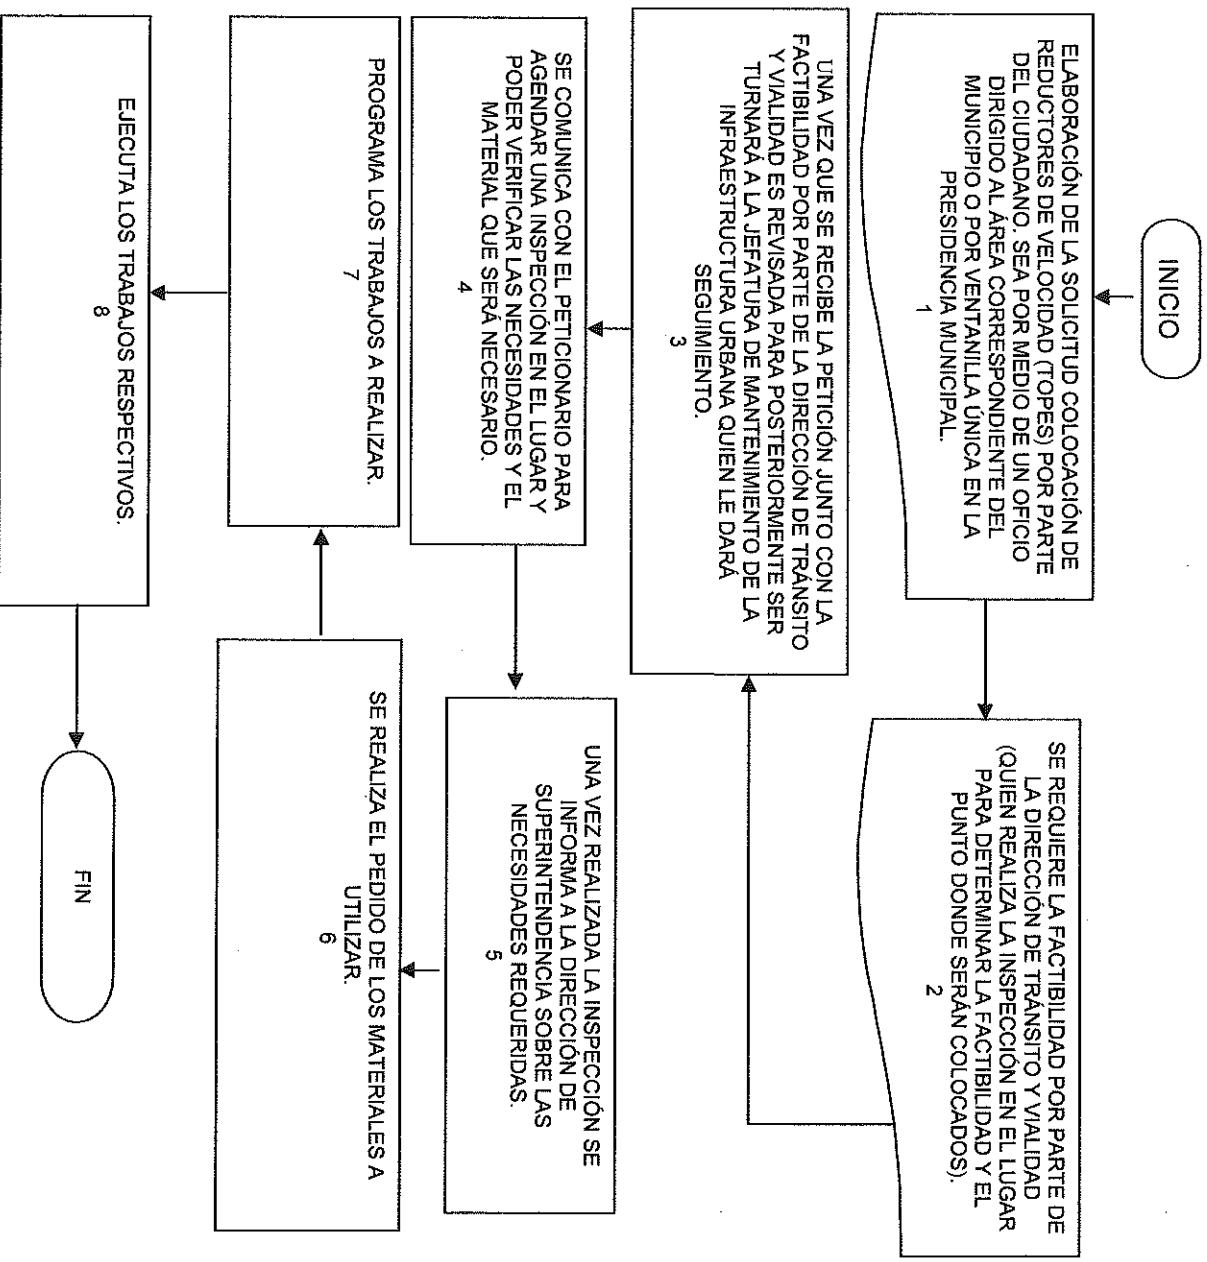 INICIO
ELABORACIÓN DE LA SOLICITUD COLOCACIÓN DE
REDUCTORES DE VELOCIDAD (TOPES) POR PARTE
DEL CIUDADANO. SEA POR MEDIO DE UN OFICIO
DIRIGIDO AL ÁREA CORRESPONDIENTE DEL
MUNICIPIO O POR VENTANILLA ÚNICA EN LA
PRESIDENCIA MUNICIPAL.
1
SE REQUIERE LA FACTIBILIDAD POR PARTE DE
LA DIRECCIÓN DE TRÁNSITO Y VIALIDAD
(QUIEN REALIZA LA INSPECCIÓN EN EL LUGAR
PARA DETERMINAR LA FACTIBILIDAD Y EL
PUNTO DONDE SERÁN COLOCADOS).
2
UNA VEZ QUE SE RECIBE LA PETICIÓN JUNTO CON LA
FACTIBILIDAD POR PARTE DE LA DIRECCIÓN DE TRÁNSITO
Y VIALIDAD ES REVISADA PARA POSTERIORMENTE SER
TURNARÁ A LA JEFATURA DE MANTENIMIENTO DE LA
INFRAESTRUCTURA URBANA QUIEN LE DARÁ
SEGUIMIENTO.
3
SE COMUNICA CON EL PETICIONARIO PARA
AGENDAR UNA INSPECCIÓN EN EL LUGAR Y
PODER VERIFICAR LAS NECESIDADES Y EL
MATERIAL QUE SERÁ NECESARIO.
4
UNA VEZ REALIZADA LA INSPECCIÓN SE
INFORMA A LA DIRECCIÓN DE
SUPERINTENDENCIA SOBRE LAS
NECESIDADES REQUERIDAS.
5
SE REALIZA EL PEDIDO DE LOS MATERIALES A
UTILIZAR.
6
PROGRAMA LOS TRABAJOS A REALIZAR.
7
EJECUTA LOS TRABAJOS RESPECTIVOS.
8
FIN